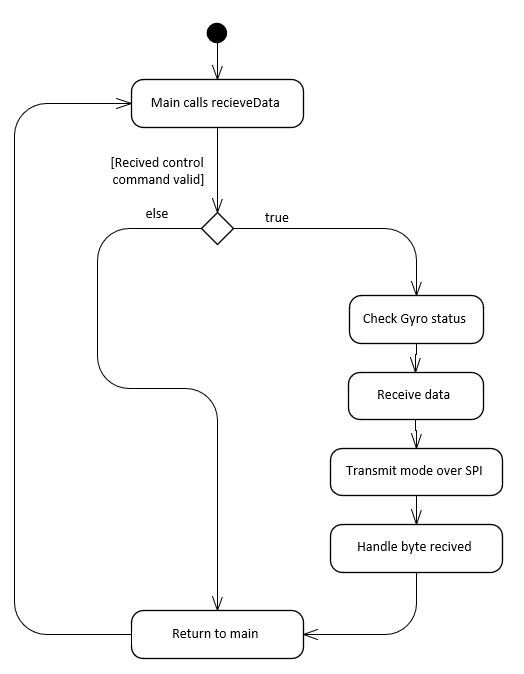 Main calls recieveData
[Recived control
command valid]
else
true
Check Gyro status
Receive data
Transmit mode over SPI
Handle byte recived
Return to main